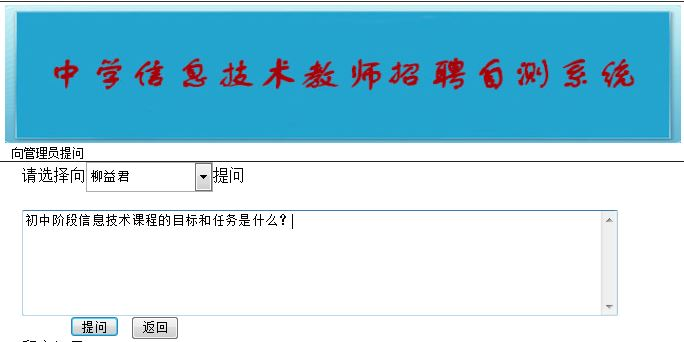 中学信息技术教师招聘自测系统
向管理员提问
请选择向 柳益君 提问
初中阶段信息技术课程的目标和任务是什么？
提问 返回